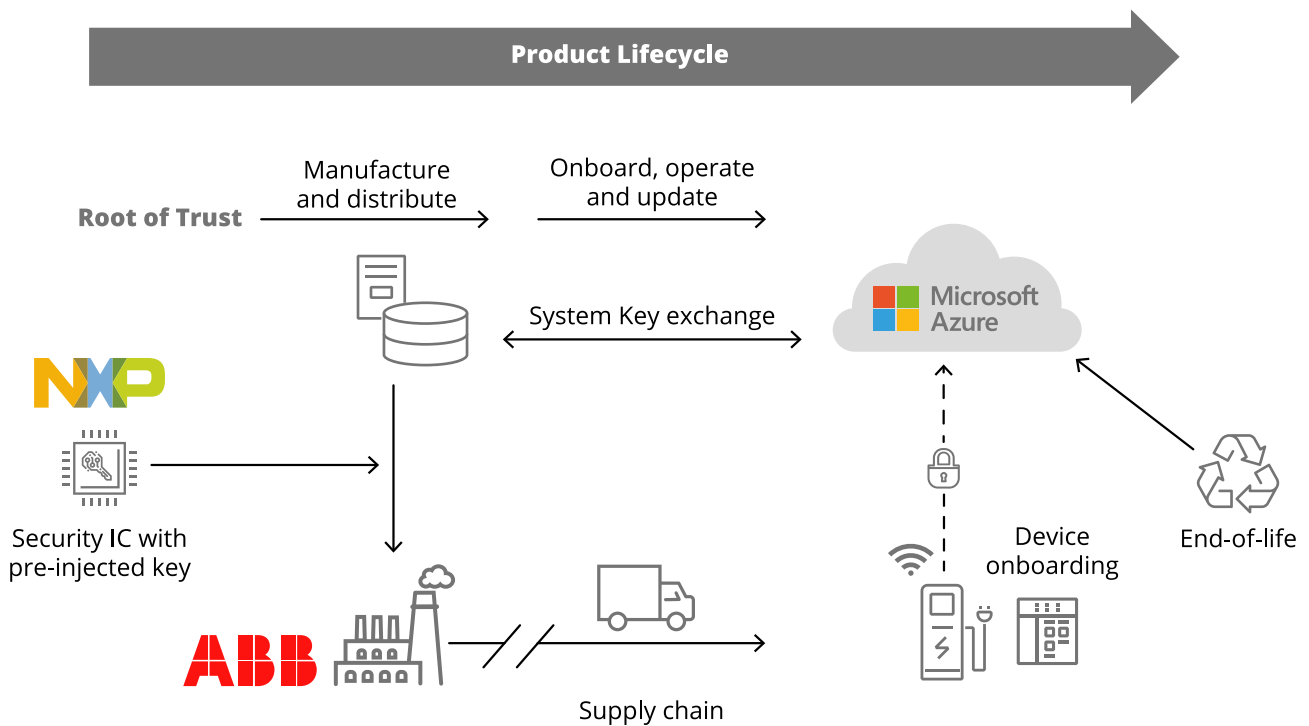 Product Lifecycle
Manufacture
and distribute
Onboard, operate
and update
Root of Trust
Microsoft
Azure
System Key exchange
NXP
Security IC with
pre-injected key
Device
onboarding
End-of-life
ABB
Supply chain